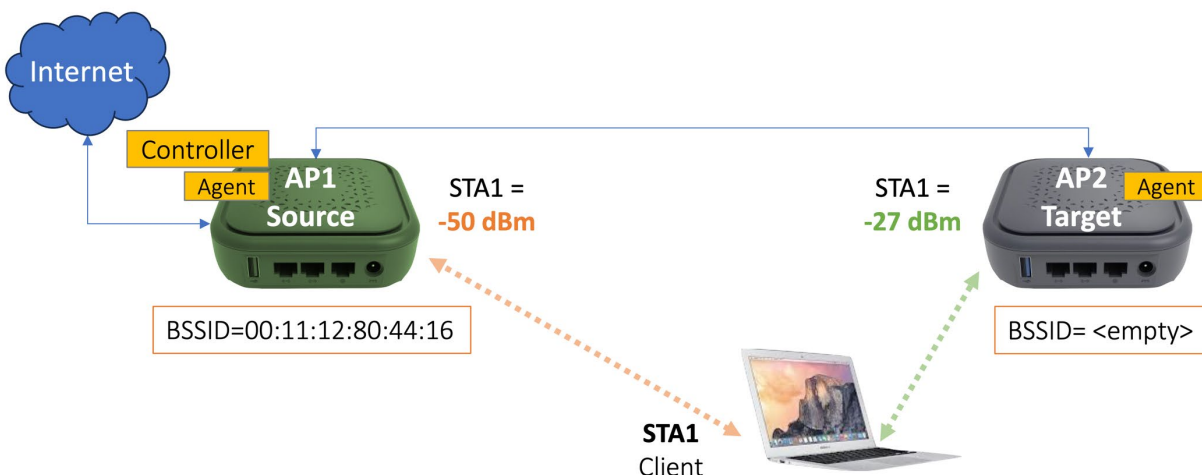 Internet
Controller
Agent
AP1
Source
STA1 =
-50 dBm
STA1 =
-27 dBm
AP2
Target
Agent
BSSID=00:11:12:80:44:16
BSSID= <empty>
STA1
Client